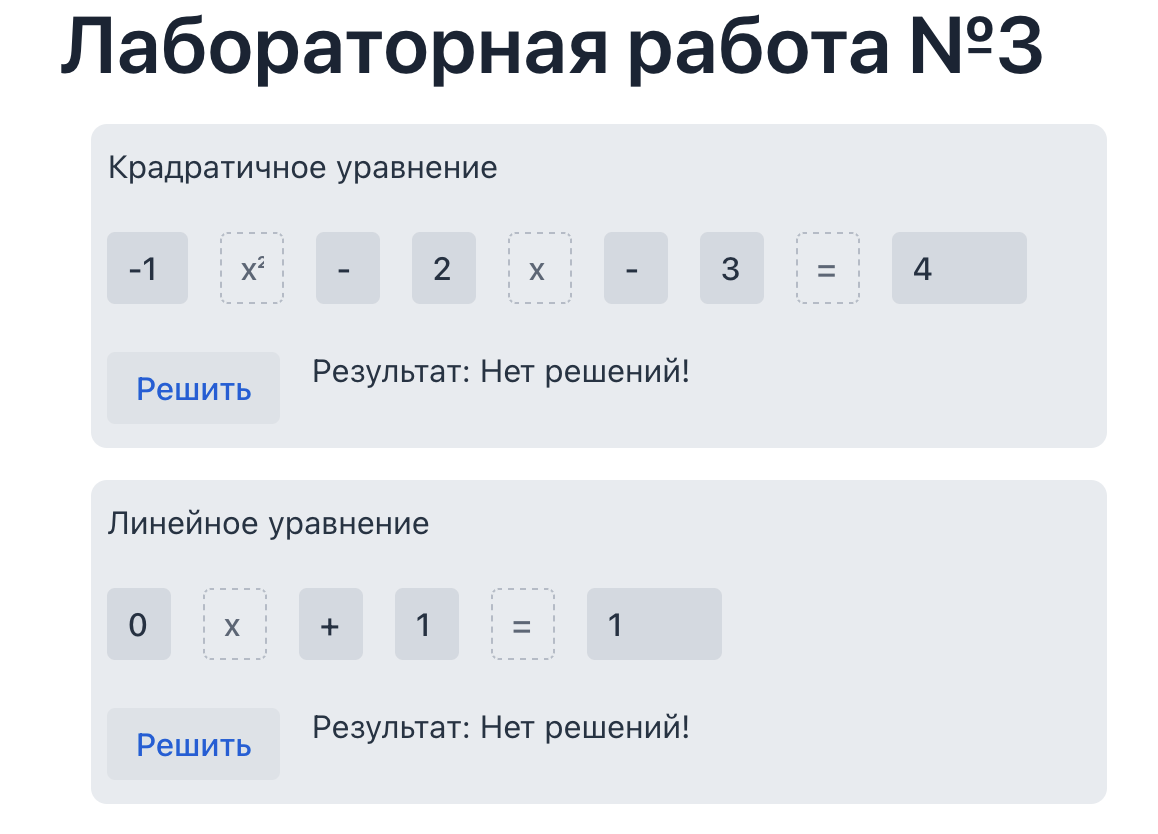 Лабораторная работа №3
Крадратичное уравнение
-1 x² - 2 x - 3 = 4
Решить Результат: Нет решений!
Линейное уравнение
0 x + 1 = 1
Решить Результат: Нет решений!